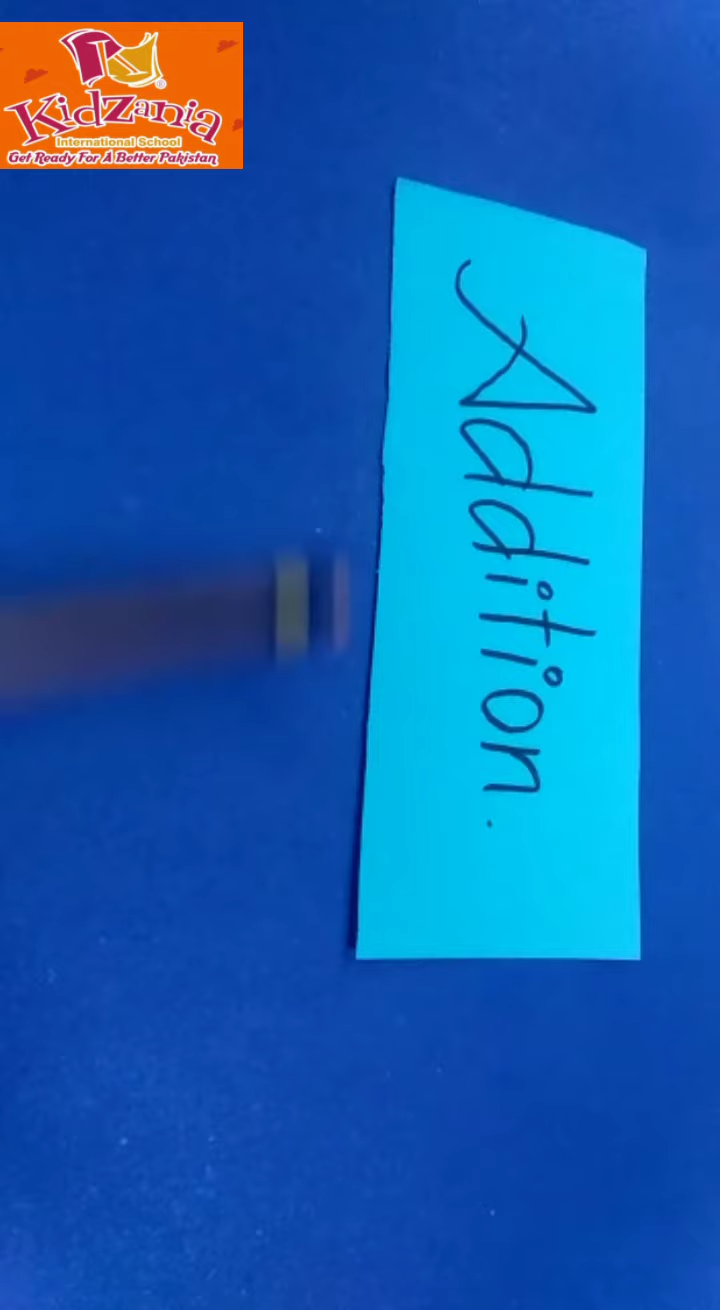 KidZania
International School
Get Ready For A Better Pakistan
Addition.